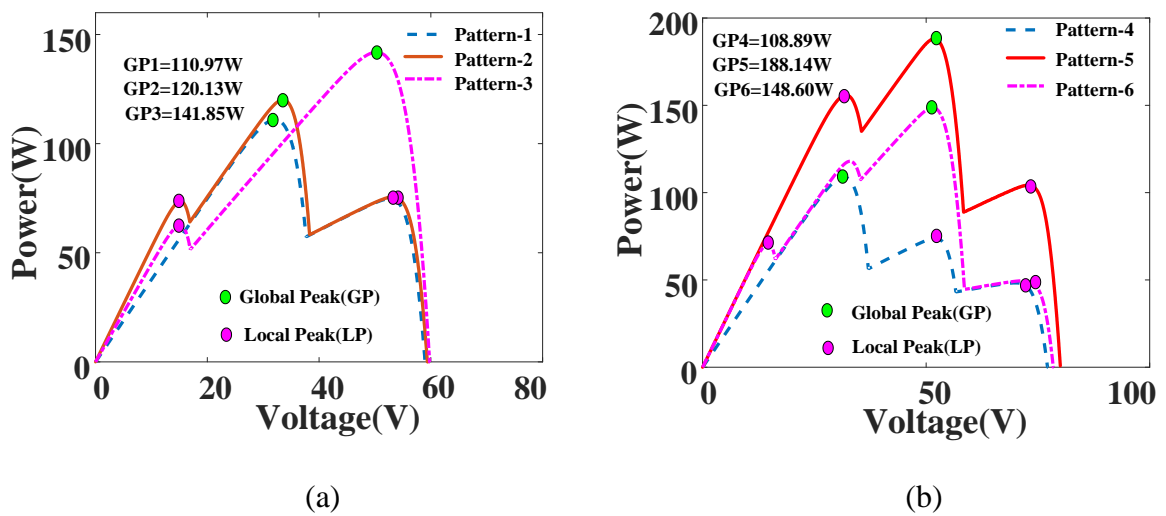 150
100
50
0
Power(W)
GP1=110.97W
GP2=120.13W
GP3=141.85W
Pattern-1
Pattern-2
Pattern-3
Global Peak(GP)
Local Peak(LP)
0 20 40 60 80
Voltage(V)
(a)
200
150
100
50
0
Power(W)
GP4=108.89W
GP5=188.14W
GP6=148.60W
Pattern-4
Pattern-5
Pattern-6
Global Peak(GP)
Local Peak(LP)
0 50 100
Voltage(V)
(b)